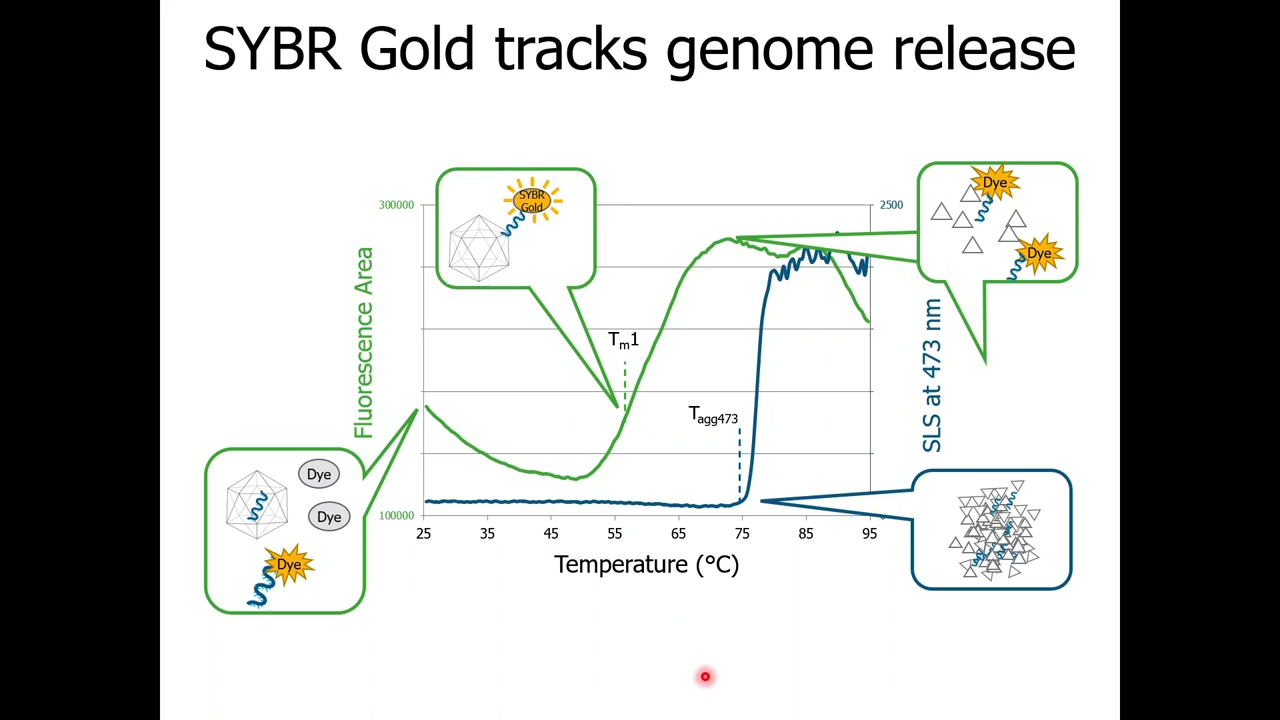 SYBR Gold tracks genome release
SYBR
Gold
Dye
Dye
300000
2500
Fluorescence Area
SLS at 473 nm
Tm1
Tagg473
Dye
Dye
Dye
100000
0
25 35 45 55 65 75 85 95
Temperature (°C)